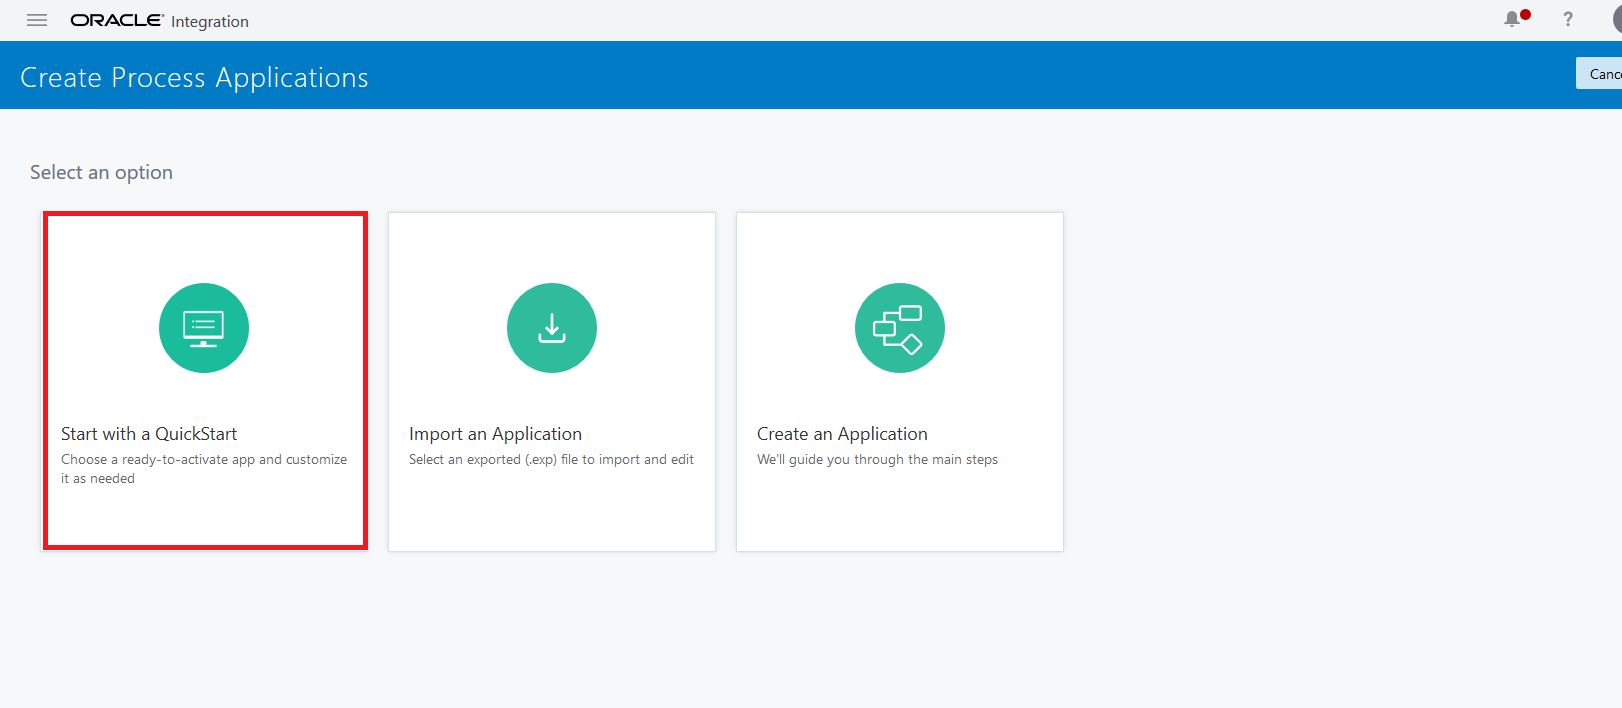 ORACLE Integration
?
Create Process Applications
Select an option
Start with a QuickStart
Choose a ready-to-activate app and customize
it as needed
Import an Application
Select an exported (.exp) file to import and edit
Create an Application
We'll guide you through the main steps